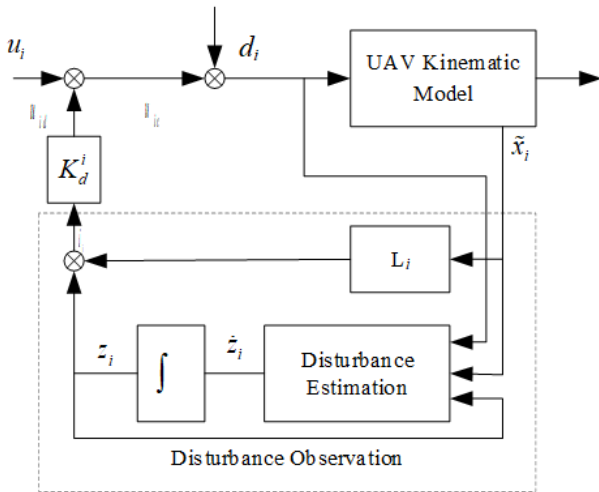 u_i
d_i
UAV Kinematic
Model
x̃_i
K_d^i
L_i
z_i
∫
ż_i
Disturbance
Estimation
Disturbance Observation